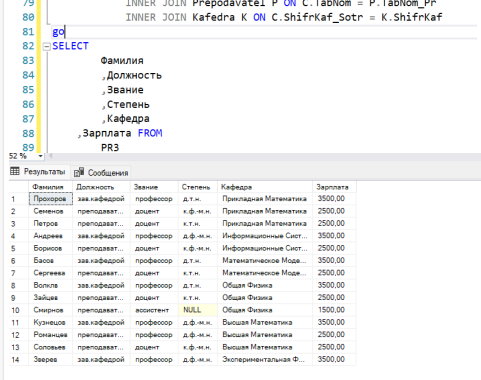 79 INNER JOIN Prepodavatel P ON C.TabNom = P.TabNom_Pr
80 INNER JOIN Kafedra K ON C.ShifrKaf_Sotr = K.ShifrKaf
81 go
82 SELECT
83 Фамилия
84 ,Должность
85 ,Звание
86 ,Степень
87 ,Кафедра
88 ,Зарплата FROM
89 PR3
52 %
Результаты Сообщения
Фамилия Должность Звание Степень Кафедра Зарплата
1 Прохоров зав.кафедрой профессор д.т.н. Прикладная Математика 3500,00
2 Семенов преподават... доцент к.ф.-м.н. Прикладная Математика 2500,00
3 Петров преподават... доцент к.т.н. Прикладная Математика 2500,00
4 Андреев зав.кафедрой профессор д.ф.-м.н. Информационные Сист... 3500,00
5 Борисов преподават... доцент к.ф.-м.н. Информационные Сист... 2500,00
6 Басов зав.кафедрой профессор д.т.н. Математическое Моде... 3500,00
7 Сергеева преподават... доцент к.т.н. Математическое Моде... 2500,00
8 Волклв зав.кафедрой профессор д.т.н. Общая Физика 3500,00
9 Зайцев преподават... доцент к.т.н. Общая Физика 2500,00
10 Смирнов преподават... ассистент NULL Общая Физика 1500,00
11 Кузнецов зав.кафедрой профессор д.ф.-м.н. Высшая Математика 3500,00
12 Романцев преподават... профессор д.ф.-м.н. Высшая Математика 2500,00
13 Соловьев преподават... доцент к.ф.-м.н. Высшая Математика 2500,00
14 Зверев зав.кафедрой профессор д.ф.-м.н. Экспериментальная Ф... 3500,00